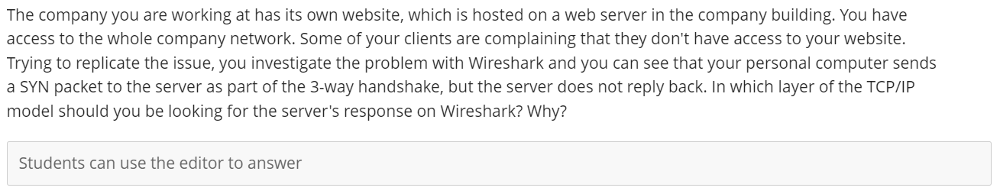 The company you are working at has its own website, which is hosted on a web server in the company building. You have
access to the whole company network. Some of your clients are complaining that they don't have access to your website.
Trying to replicate the issue, you investigate the problem with Wireshark and you can see that your personal computer sends
a SYN packet to the server as part of the 3-way handshake, but the server does not reply back. In which layer of the TCP/IP
model should you be looking for the server's response on Wireshark? Why?
Students can use the editor to answer